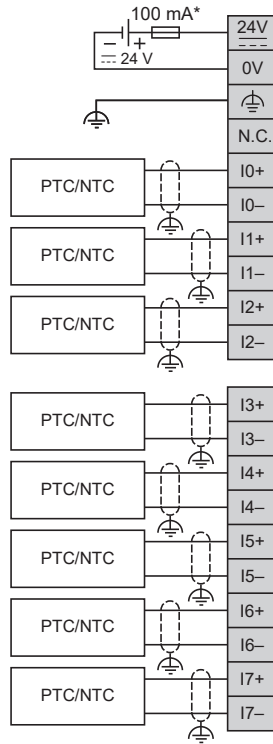 100 mA*
24V
− +
24 V
0V
N.C.
PTC/NTC
I0+
I0−
PTC/NTC
I1+
I1−
PTC/NTC
I2+
I2−
PTC/NTC
I3+
I3−
PTC/NTC
I4+
I4−
PTC/NTC
I5+
I5−
PTC/NTC
I6+
I6−
PTC/NTC
I7+
I7−